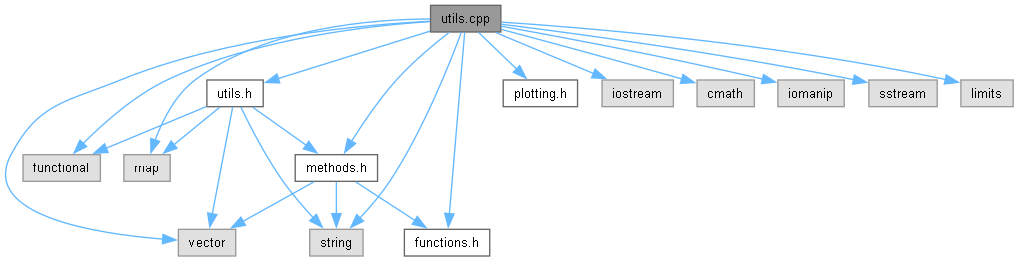 utils.cpp
utils.h
plotting.h
iostream
cmath
iomanip
sstream
limits
functional
map
methods.h
vector
string
functions.h